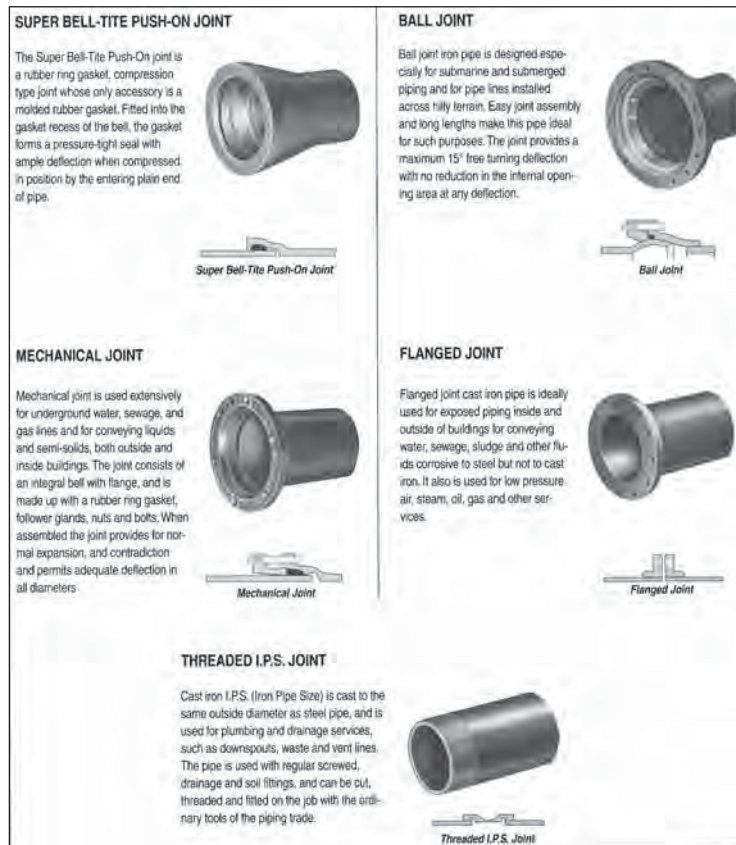 SUPER BELL-TITE PUSH-ON JOINT
The Super Bell-Tite Push-On joint is
a rubber ring gasket, compression
type joint whose only accessory is a
molded rubber gasket. Fitted into the
gasket recess of the bell, the gasket
forms a pressure-tight seal with
ample deflection when compressed
in position by the entering plain end
of pipe.
Super Bell-Tite Push-On Joint
BALL JOINT
Ball joint iron pipe is designed espe-
cially for submarine and submerged
piping and for pipe lines installed
across hilly terrain. Easy joint assembly
and long lengths make this pipe ideal
for such purposes. The joint provides a
maximum 15° free turning deflection
with no reduction in the internal open-
ing area at any deflection.
Ball Joint
MECHANICAL JOINT
Mechanical joint is used extensively
for underground water, sewage, and
gas lines and for conveying liquids
and semi-solids, both outside and
inside buildings. The joint consists of
an integral bell with flange, and is
made up with a rubber ring gasket,
follower glands, nuts and bolts. When
assembled the joint provides for nor-
mal expansion, and contradiction
and permits adequate deflection in
all diameters
Mechanical Joint
FLANGED JOINT
Flanged joint cast iron pipe is ideally
used for exposed piping inside and
outside of buildings for conveying
water, sewage, sludge and other flu-
ids corrosive to steel but not to cast
iron. It also is used for low pressure
air, steam, oil, gas and other ser-
vices.
Flanged Joint
THREADED I.P.S. JOINT
Cast iron I.P.S. (Iron Pipe Size) is cast to the
same outside diameter as steel pipe, and is
used for plumbing and drainage services,
such as downspouts, waste and vent lines.
The pipe is used with regular screwed,
drainage and soil fittings, and can be cut,
threaded and fitted on the job with the ordi-
nary tools of the piping trade.
Threaded I.P.S. Joint